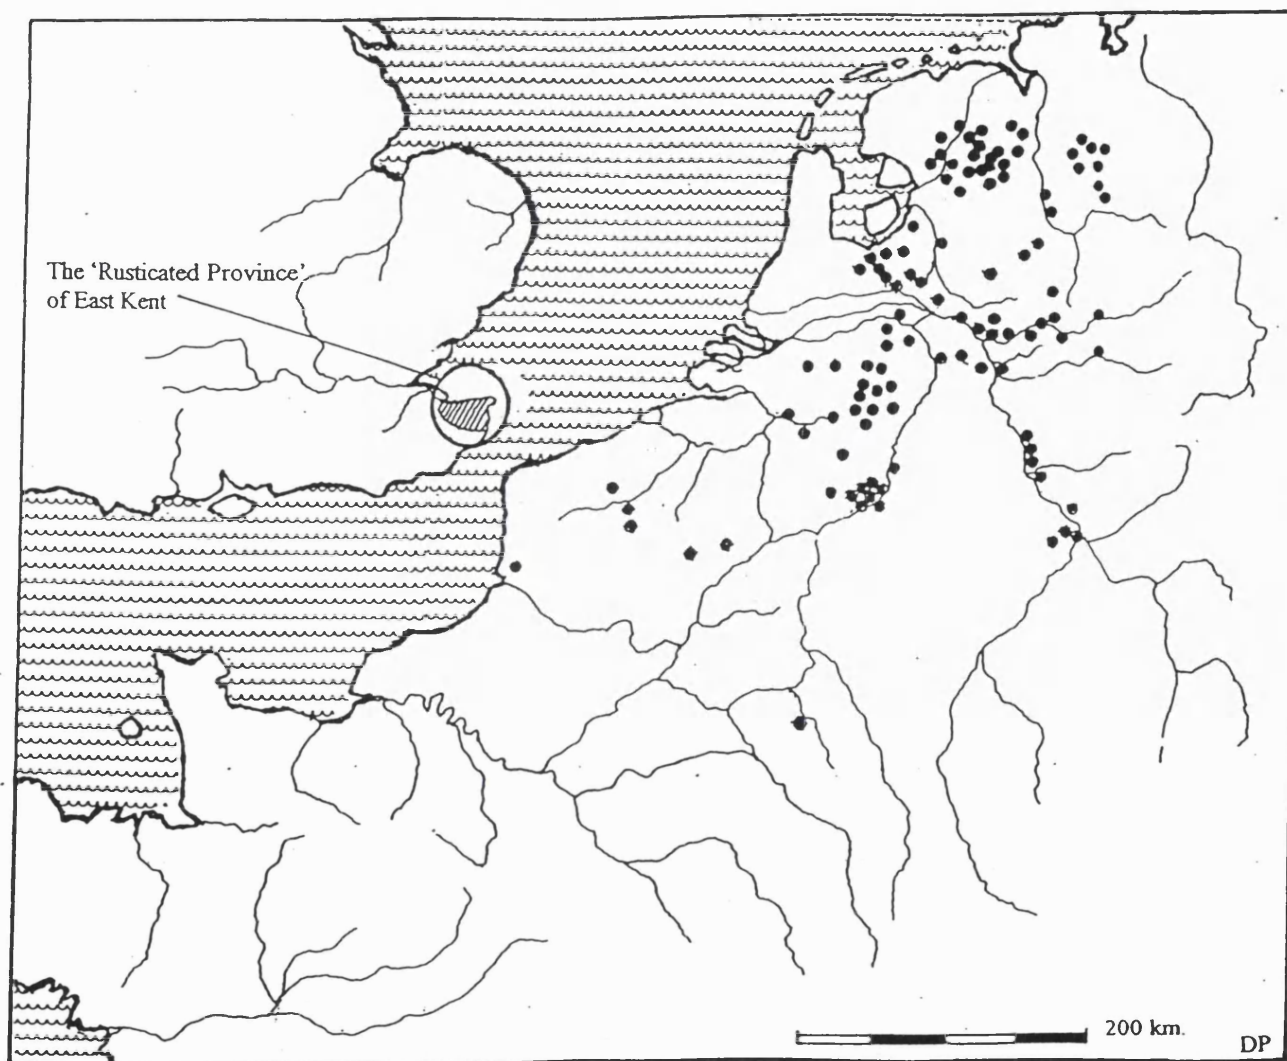 The 'Rusticated Province'
of East Kent
200 km.
DP